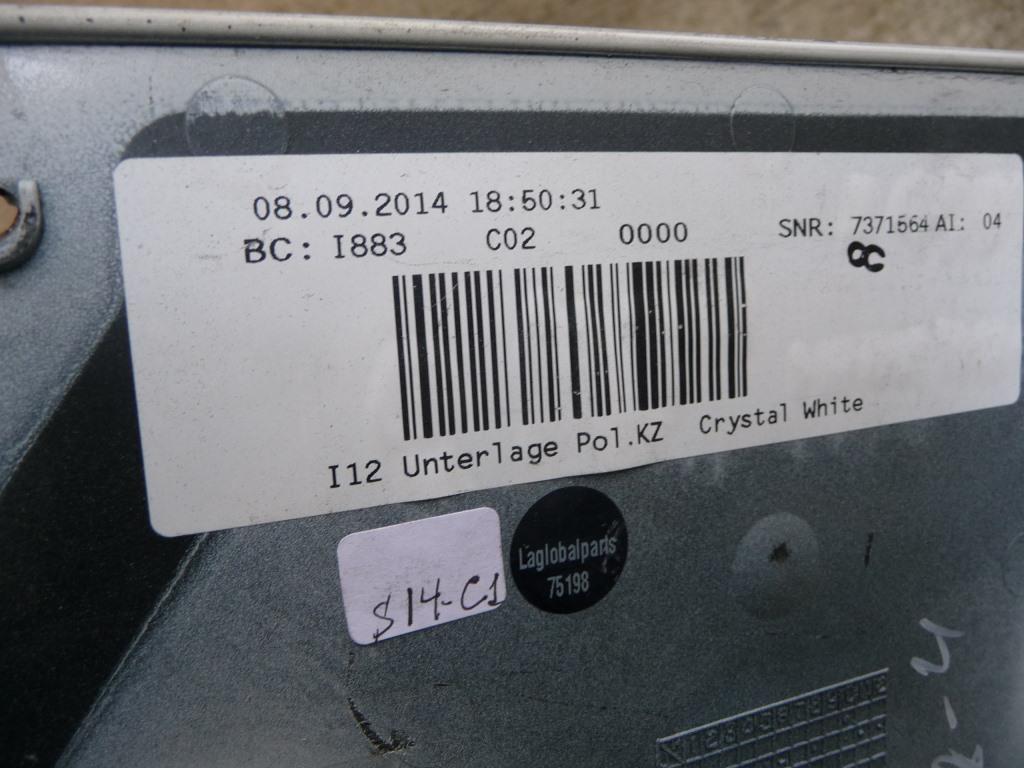 08.09.2014 18:50:31
BC: I883 C02 0000
SNR: 7371564 AI: 04
I12 Unterlage Pol.KZ Crystal White
$14-C1
Laglobalparts
75198